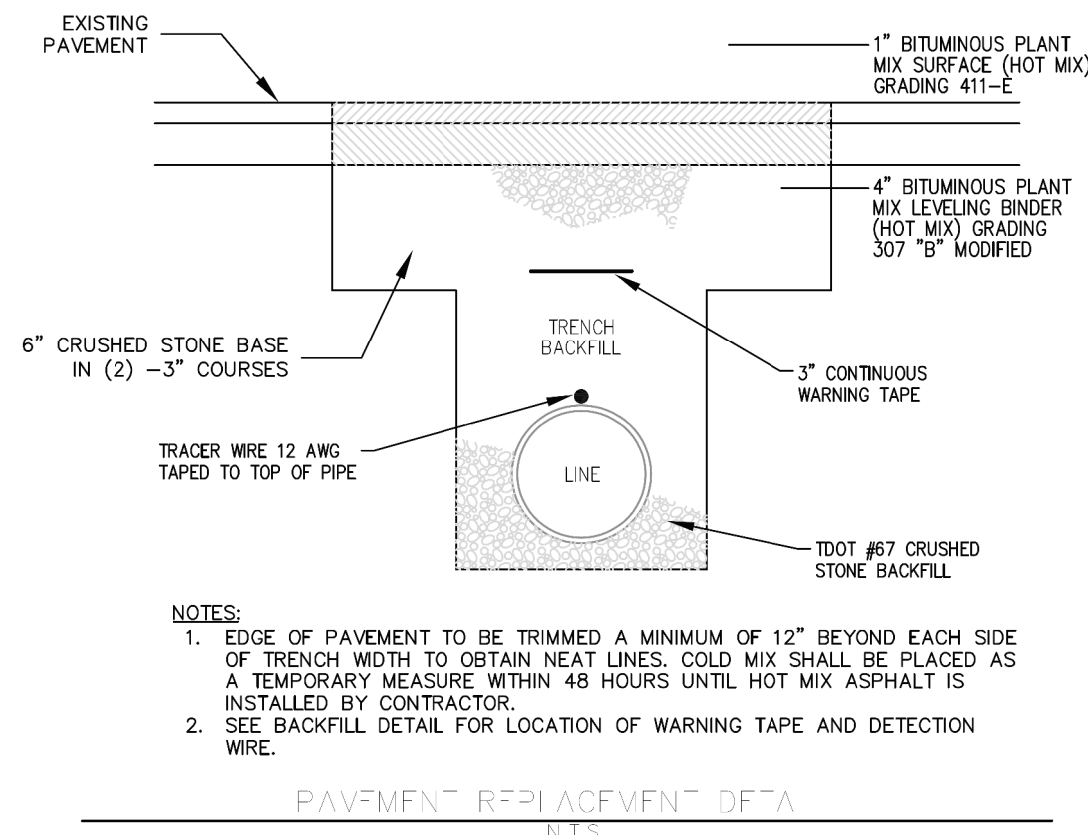 EXISTING
PAVEMENT
1" BITUMINOUS PLANT
MIX SURFACE (HOT MIX)
GRADING 411-E
4" BITUMINOUS PLANT
MIX LEVELING BINDER
(HOT MIX) GRADING
307 "B" MODIFIED
6" CRUSHED STONE BASE
IN (2) -3" COURSES
TRENCH
BACKFILL
3" CONTINUOUS
WARNING TAPE
TRACER WIRE 12 AWG
TAPED TO TOP OF PIPE
LINE
TDOT #67 CRUSHED
STONE BACKFILL
NOTES:
1. EDGE OF PAVEMENT TO BE TRIMMED A MINIMUM OF 12" BEYOND EACH SIDE
OF TRENCH WIDTH TO OBTAIN NEAT LINES. COLD MIX SHALL BE PLACED AS
A TEMPORARY MEASURE WITHIN 48 HOURS UNTIL HOT MIX ASPHALT IS
INSTALLED BY CONTRACTOR.
2. SEE BACKFILL DETAIL FOR LOCATION OF WARNING TAPE AND DETECTION
WIRE.
PAVEMENT REPLACEMENT DETA
N.T.S.